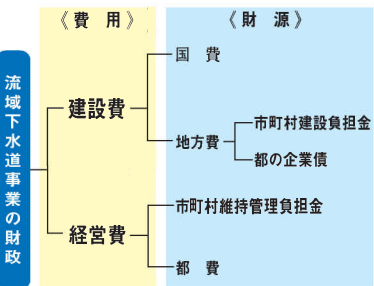 《費 用》
《財 源》
流域下水道事業の財政
建設費
国 費
地方費
市町村建設負担金
都の企業債
経営費
市町村維持管理負担金
都 費